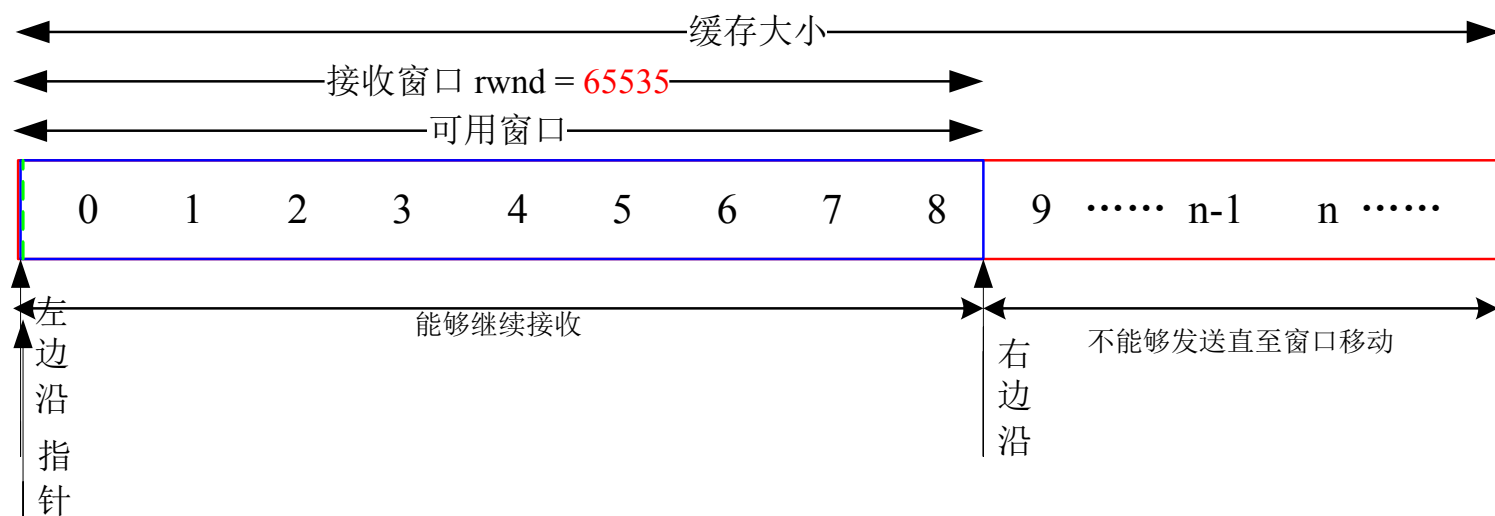 缓存大小
接收窗口 rwnd = 65535
可用窗口
0 1 2 3 4 5 6 7 8 9 …… n-1 n ……
左边沿
能够继续接收
不能够发送直至窗口移动
右边沿
指针